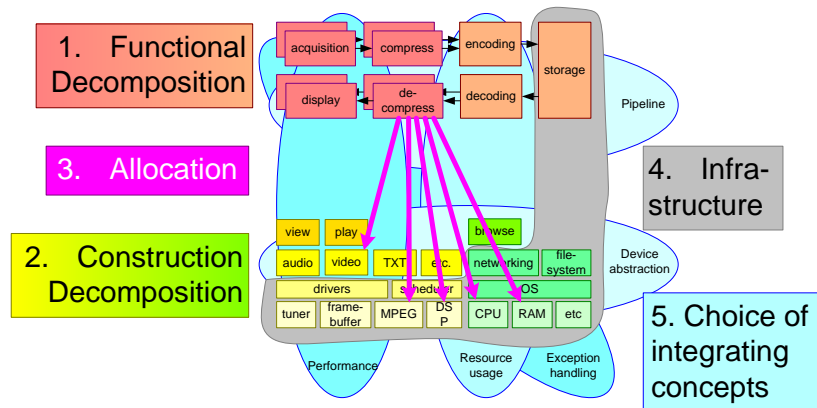 1. Functional
Decomposition
acquisition
compress
encoding
storage
display
de-
compress
decoding
Pipeline
3. Allocation
4. Infra-
structure
view
play
browse
2. Construction
Decomposition
audio
video
TXT
etc.
networking
file-
system
Device
abstraction
drivers
scheduler
OS
tuner
frame-
buffer
MPEG
DS
P
CPU
RAM
etc
5. Choice of
integrating
concepts
Performance
Resource
usage
Exception
handling